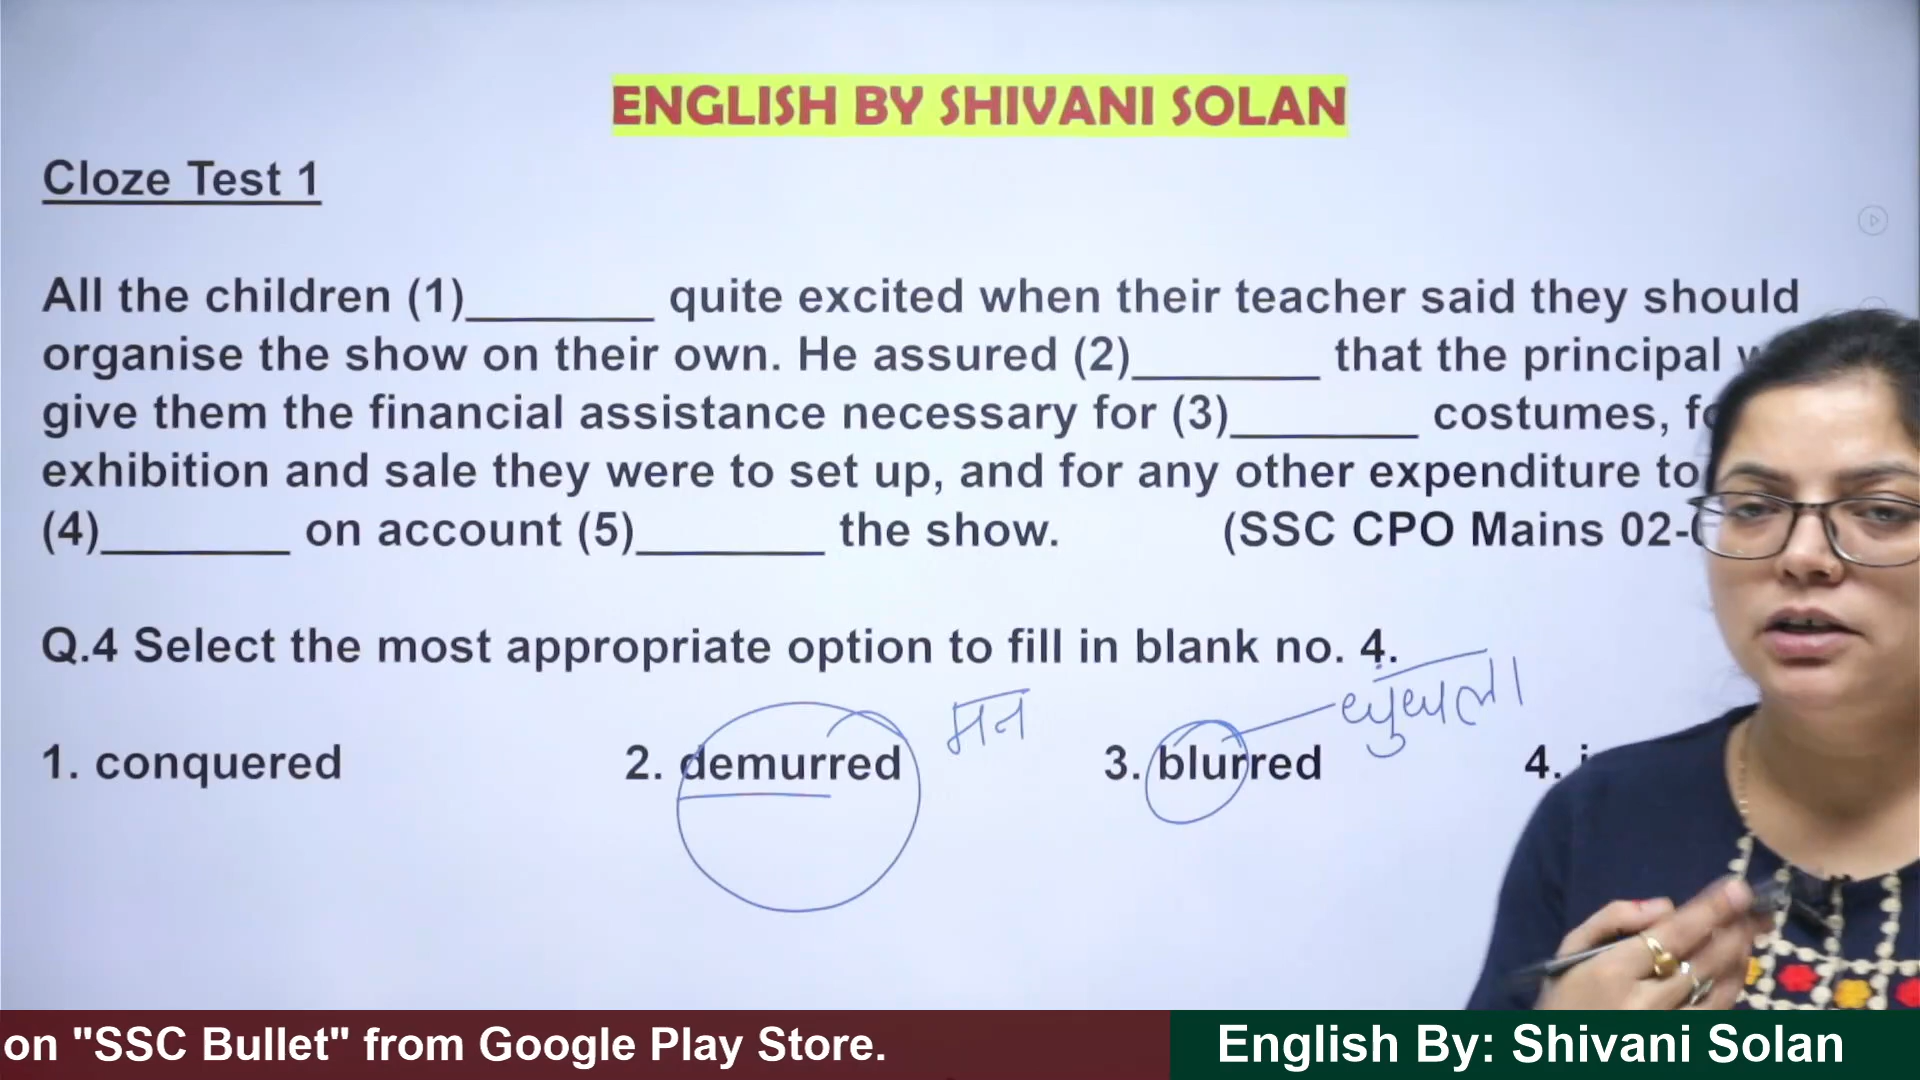 ENGLISH BY SHIVANI SOLAN
Cloze Test 1
All the children (1)________ quite excited when their teacher said they should
organise the show on their own. He assured (2)________ that the principal
give them the financial assistance necessary for (3)________ costumes,
exhibition and sale they were to set up, and for any other expenditure to
(4)________ on account (5)________ the show. (SSC CPO Mains 02-
Q.4 Select the most appropriate option to fill in blank no. 4.
मन
1. conquered 2. demurred 3. blurred 4.
on "SSC Bullet" from Google Play Store.
English By: Shivani Solan